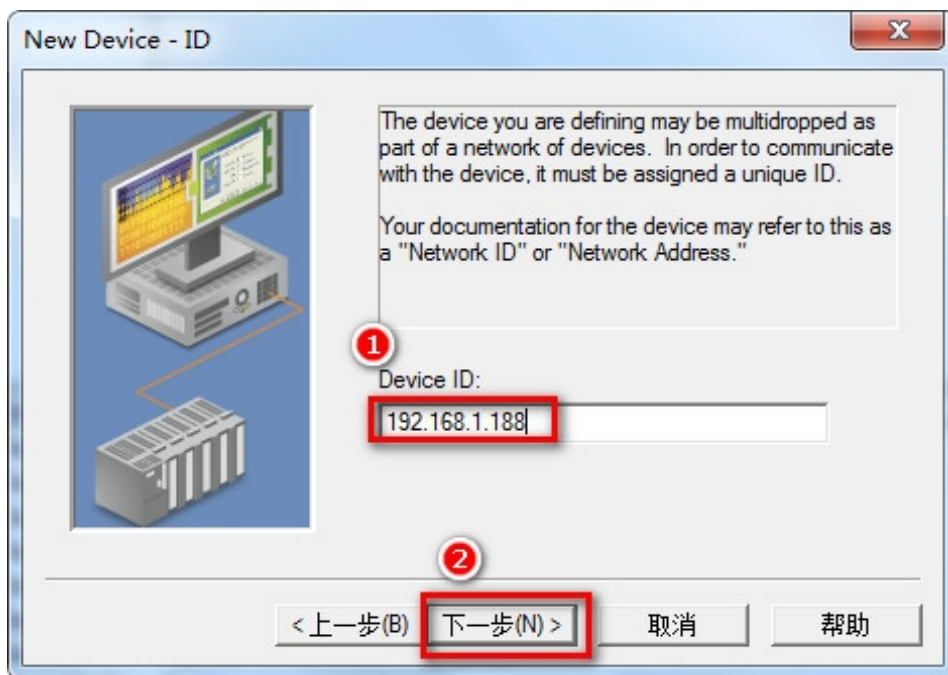 New Device - ID
The device you are defining may be multidropped as
part of a network of devices. In order to communicate
with the device, it must be assigned a unique ID.
Your documentation for the device may refer to this as
a "Network ID" or "Network Address."
1
Device ID:
192.168.1.188
2
<上一步(B)
下一步(N) >
取消
帮助